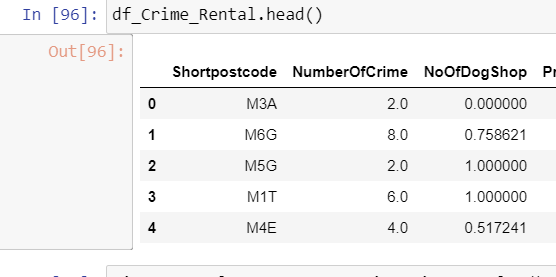 In [96]: df_Crime_Rental.head()
Out[96]:
Shortpostcode NumberOfCrime NoOfDogShop
0 M3A 2.0 0.000000
1 M6G 8.0 0.758621
2 M5G 2.0 1.000000
3 M1T 6.0 1.000000
4 M4E 4.0 0.517241